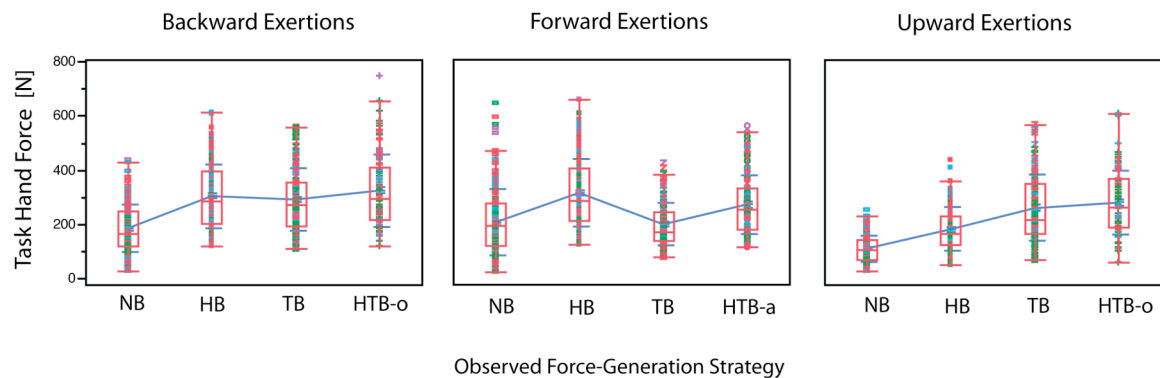 Backward Exertions
Forward Exertions
Upward Exertions
Task Hand Force [N]
800
600
400
200
0
NB HB TB HTB-o
NB HB TB HTB-a
NB HB TB HTB-o
Observed Force-Generation Strategy